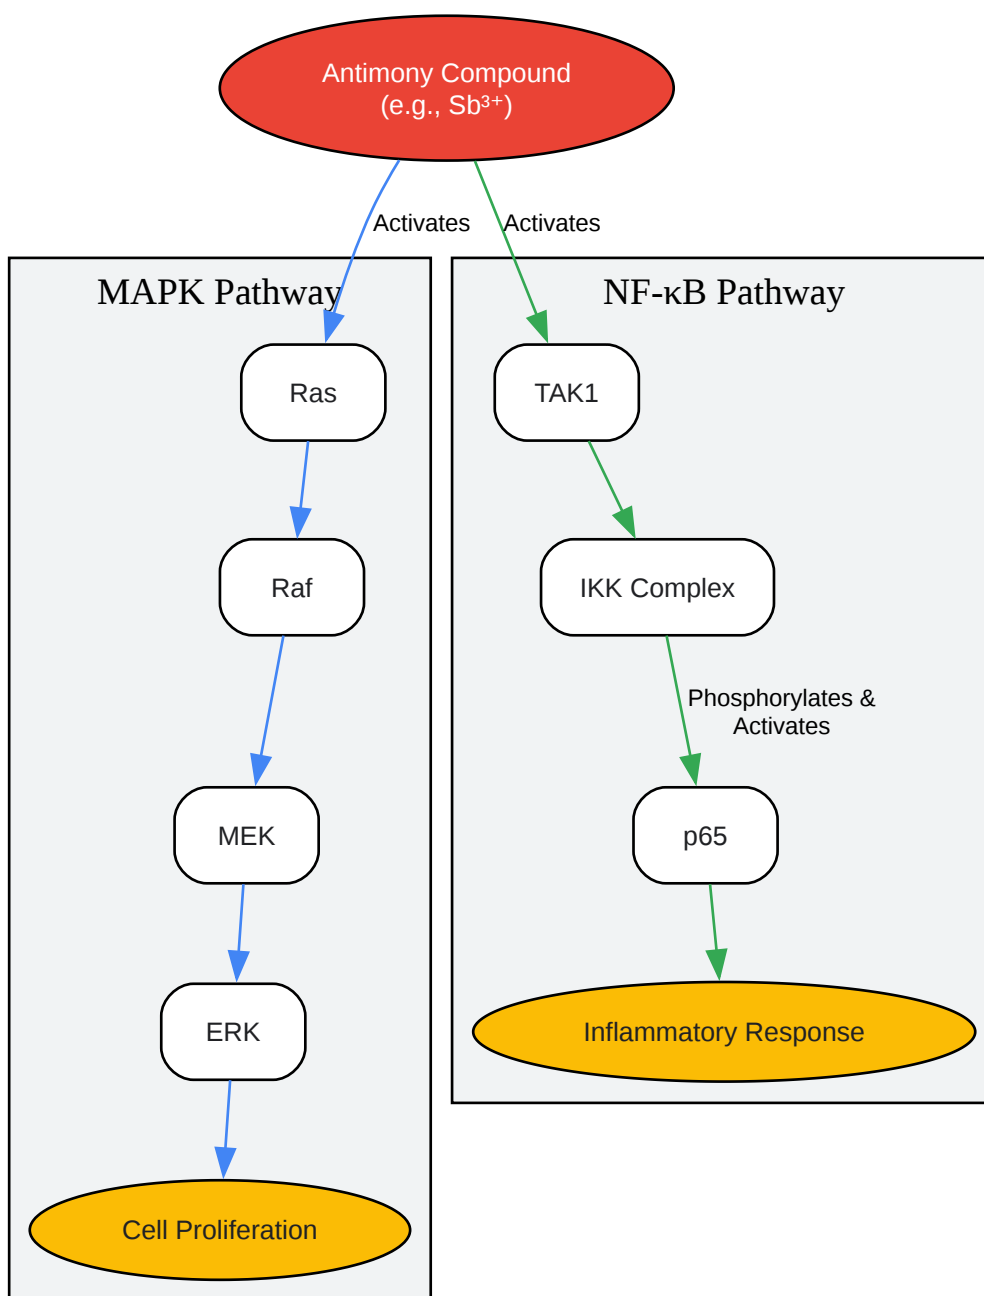 Antimony Compound
(e.g., Sb³⁺)
Activates
Activates
MAPK Pathway
Ras
Raf
MEK
ERK
Cell Proliferation
NF-κB Pathway
TAK1
IKK Complex
Phosphorylates &
Activates
p65
Inflammatory Response